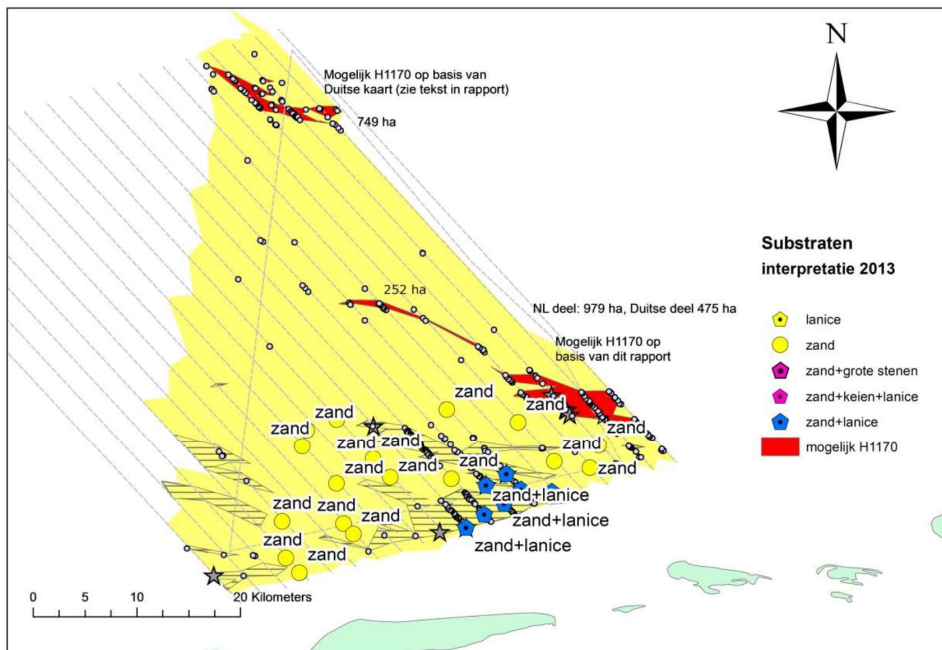 N
Mogelijk H1170 op basis van
Duitse kaart (zie tekst in rapport)
749 ha
Substraten
interpretatie 2013
252 ha
NL deel: 979 ha, Duitse deel 475 ha
lanice
Mogelijk H1170 op
basis van dit rapport
zand
zand+grote stenen
zand+keien+lanice
zand+lanice
mogelijk H1170
zand
zand
zand
zand
zand
zand
zand
zand
zand
zand
zand
zand+lanice
zand
zand
zand+lanice
zand
zand
zand+lanice
zand
0 5 10 20 Kilometers